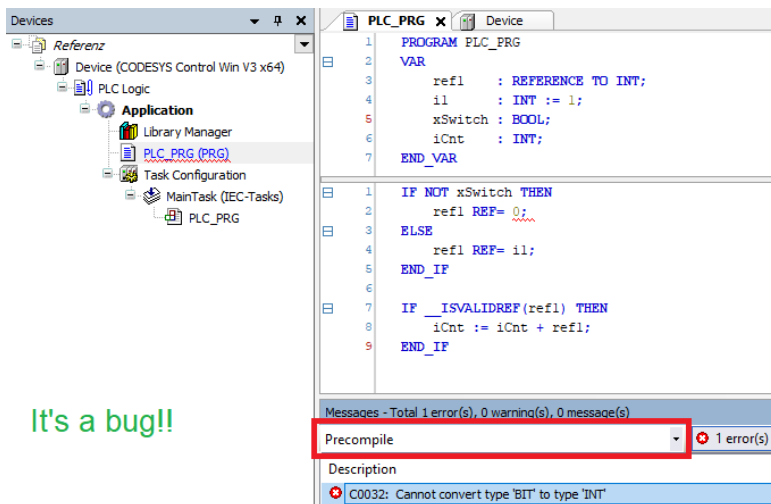 Devices
Referenz
Device (CODESYS Control Win V3 x64)
PLC Logic
Application
Library Manager
PLC_PRG (PRG)
Task Configuration
MainTask (IEC-Tasks)
PLC_PRG
It's a bug!!
PLC_PRG Device
1 PROGRAM PLC_PRG
2 VAR
3 ref1 : REFERENCE TO INT;
4 i1 : INT := 1;
5 xSwitch : BOOL;
6 iCnt : INT;
7 END_VAR
1 IF NOT xSwitch THEN
2 ref1 REF= 0;
3 ELSE
4 ref1 REF= i1;
5 END_IF
6
7 IF __ISVALIDREF(ref1) THEN
8 iCnt := iCnt + ref1;
9 END_IF
Messages - Total 1 error(s), 0 warning(s), 0 message(s)
Precompile 1 error(s)
Description
C0032: Cannot convert type 'BIT' to type 'INT'